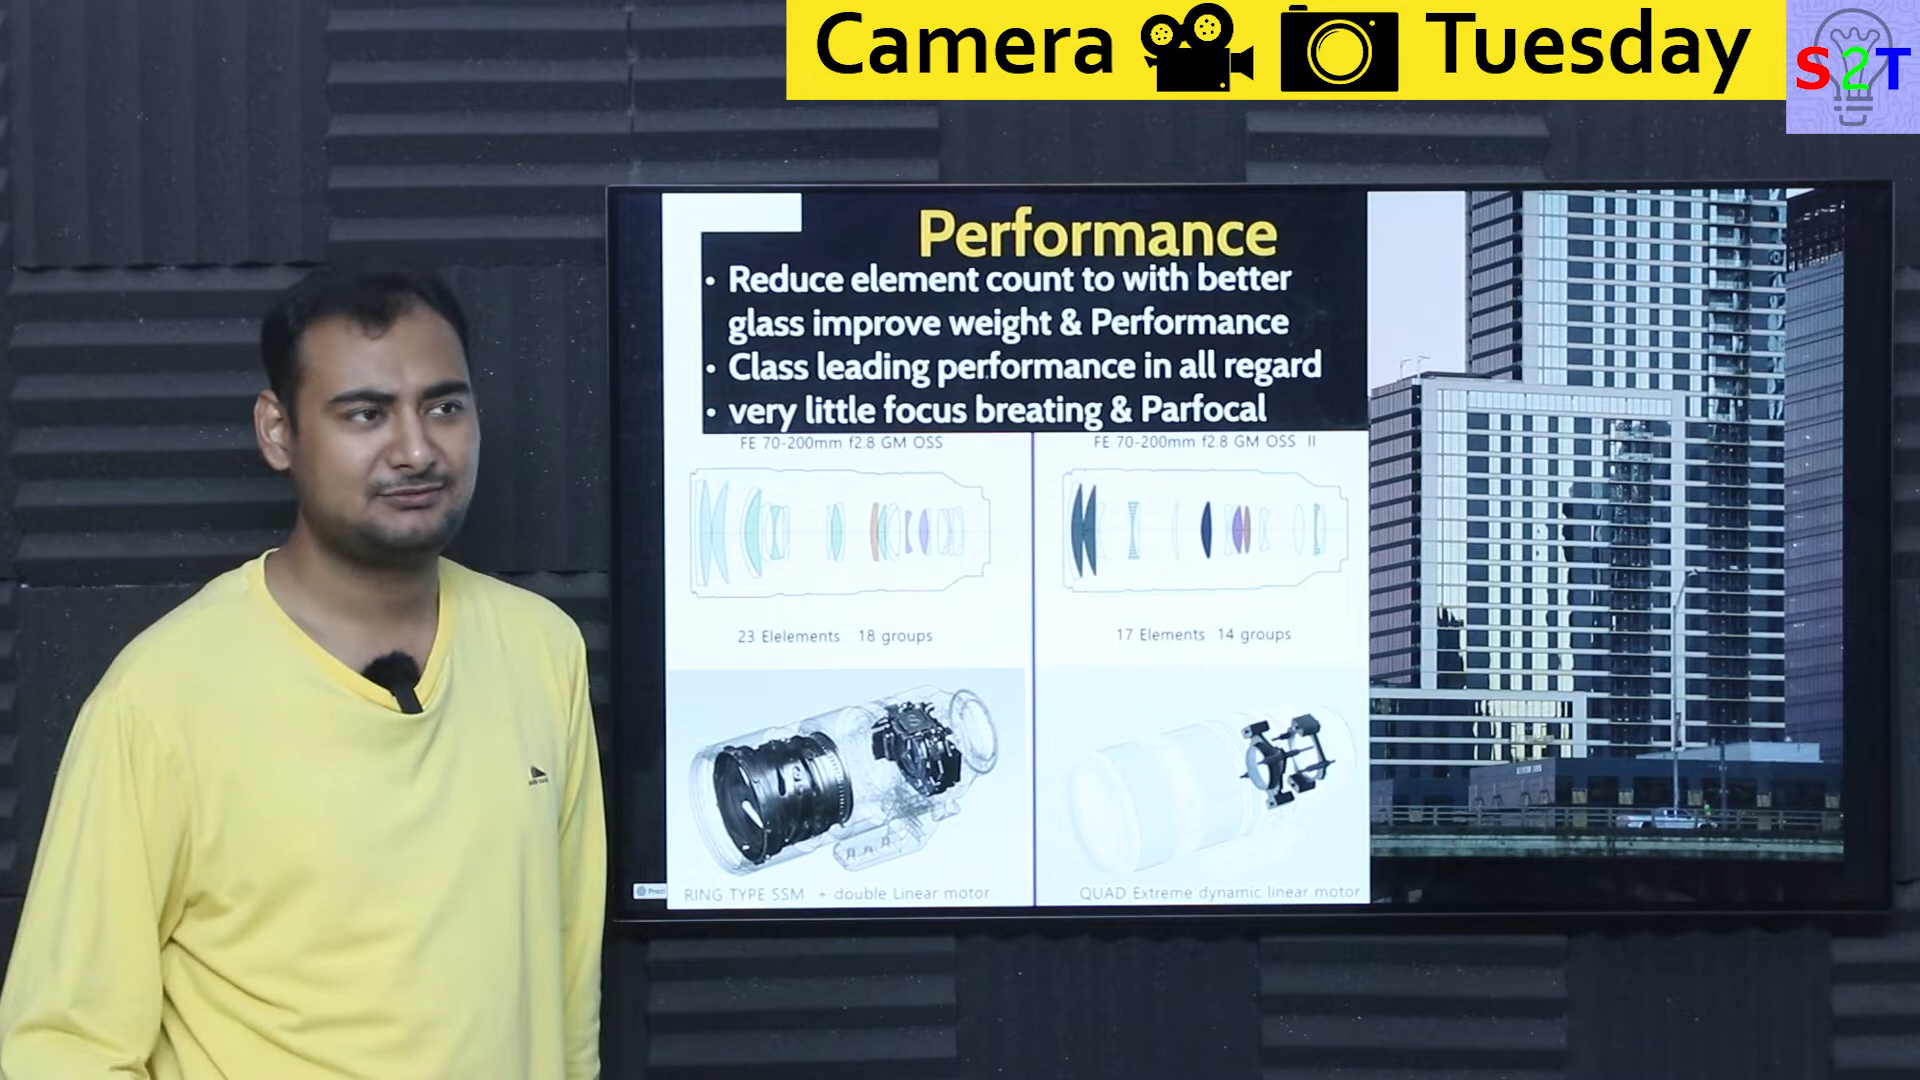 Camera Tuesday
S2T
Performance
• Reduce element count to with better
glass improve weight & Performance
• Class leading performance in all regard
• very little focus breating & Parfocal
FE 70-200mm f2.8 GM OSS
FE 70-200mm f2.8 GM OSS II
23 Elelements 18 groups
17 Elements 14 groups
RING TYPE SSM + double Linear motor
QUAD Extreme dynamic linear motor